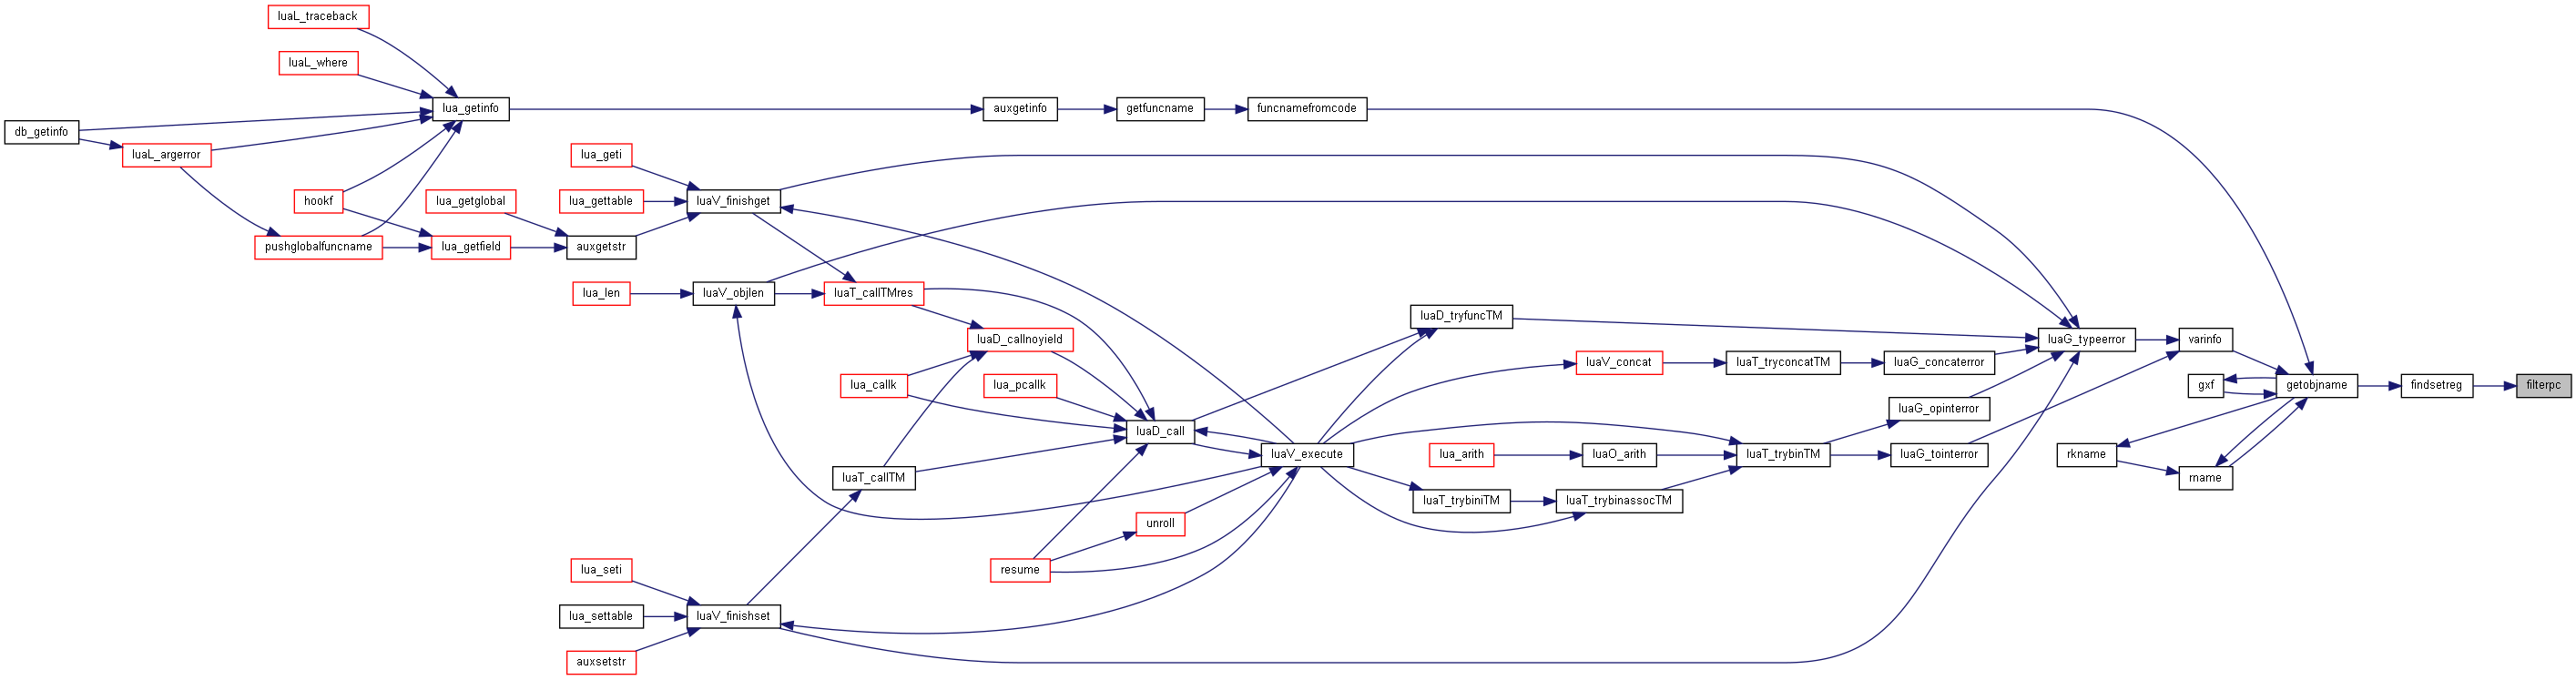 luaL_traceback
luaL_where
lua_getinfo
auxgetinfo
getfuncname
funcnamefromcode
db_getinfo
luaL_argerror
lua_geti
hookf
lua_getglobal
lua_gettable
luaV_finishget
pushglobalfuncname
lua_getfield
auxgetstr
lua_len
luaV_objlen
luaT_callTMres
luaD_tryfuncTM
luaD_callnoyield
luaG_typeerror
varinfo
luaV_concat
luaT_tryconcatTM
luaG_concaterror
lua_callk
lua_pcallk
gxf
getobjname
findsetreg
filterpc
luaG_opinterror
luaD_call
luaV_execute
lua_arith
luaO_arith
luaT_trybinTM
luaG_tointerror
rkname
luaT_callTM
rname
luaT_trybiniTM
luaT_trybinassocTM
unroll
lua_seti
resume
lua_settable
luaV_finishset
auxsetstr